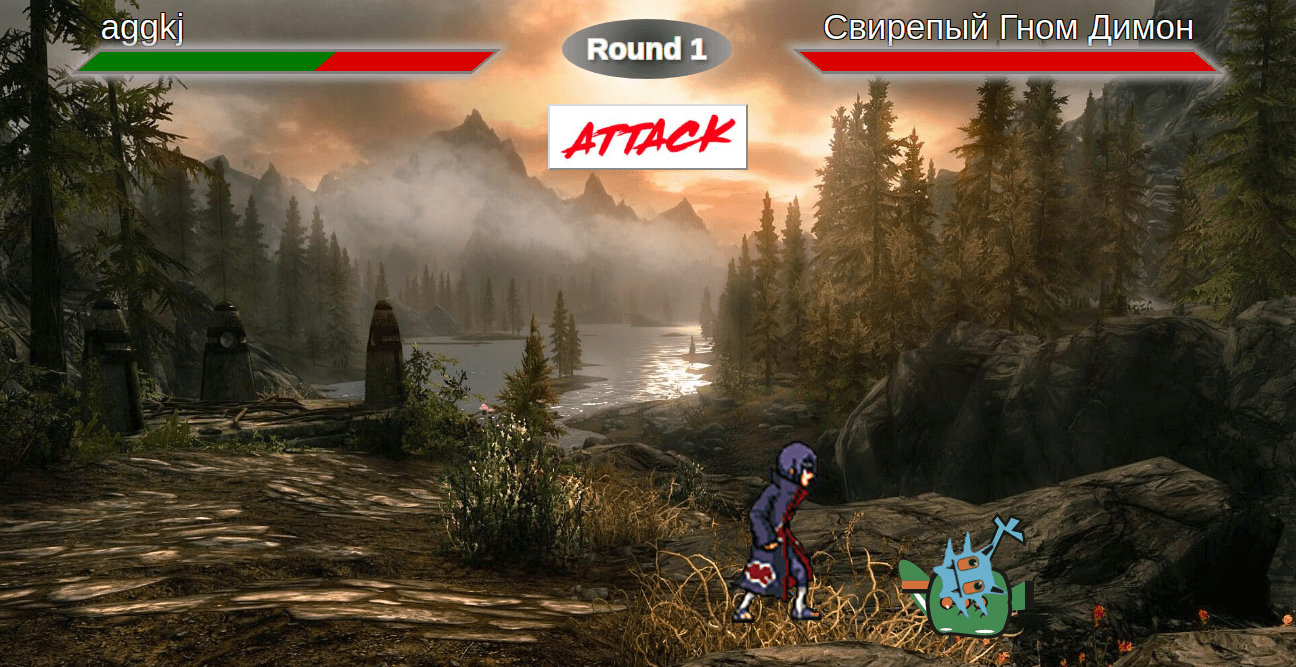 aggkj
Round 1
Свирепый Гном Димон
ATTACK